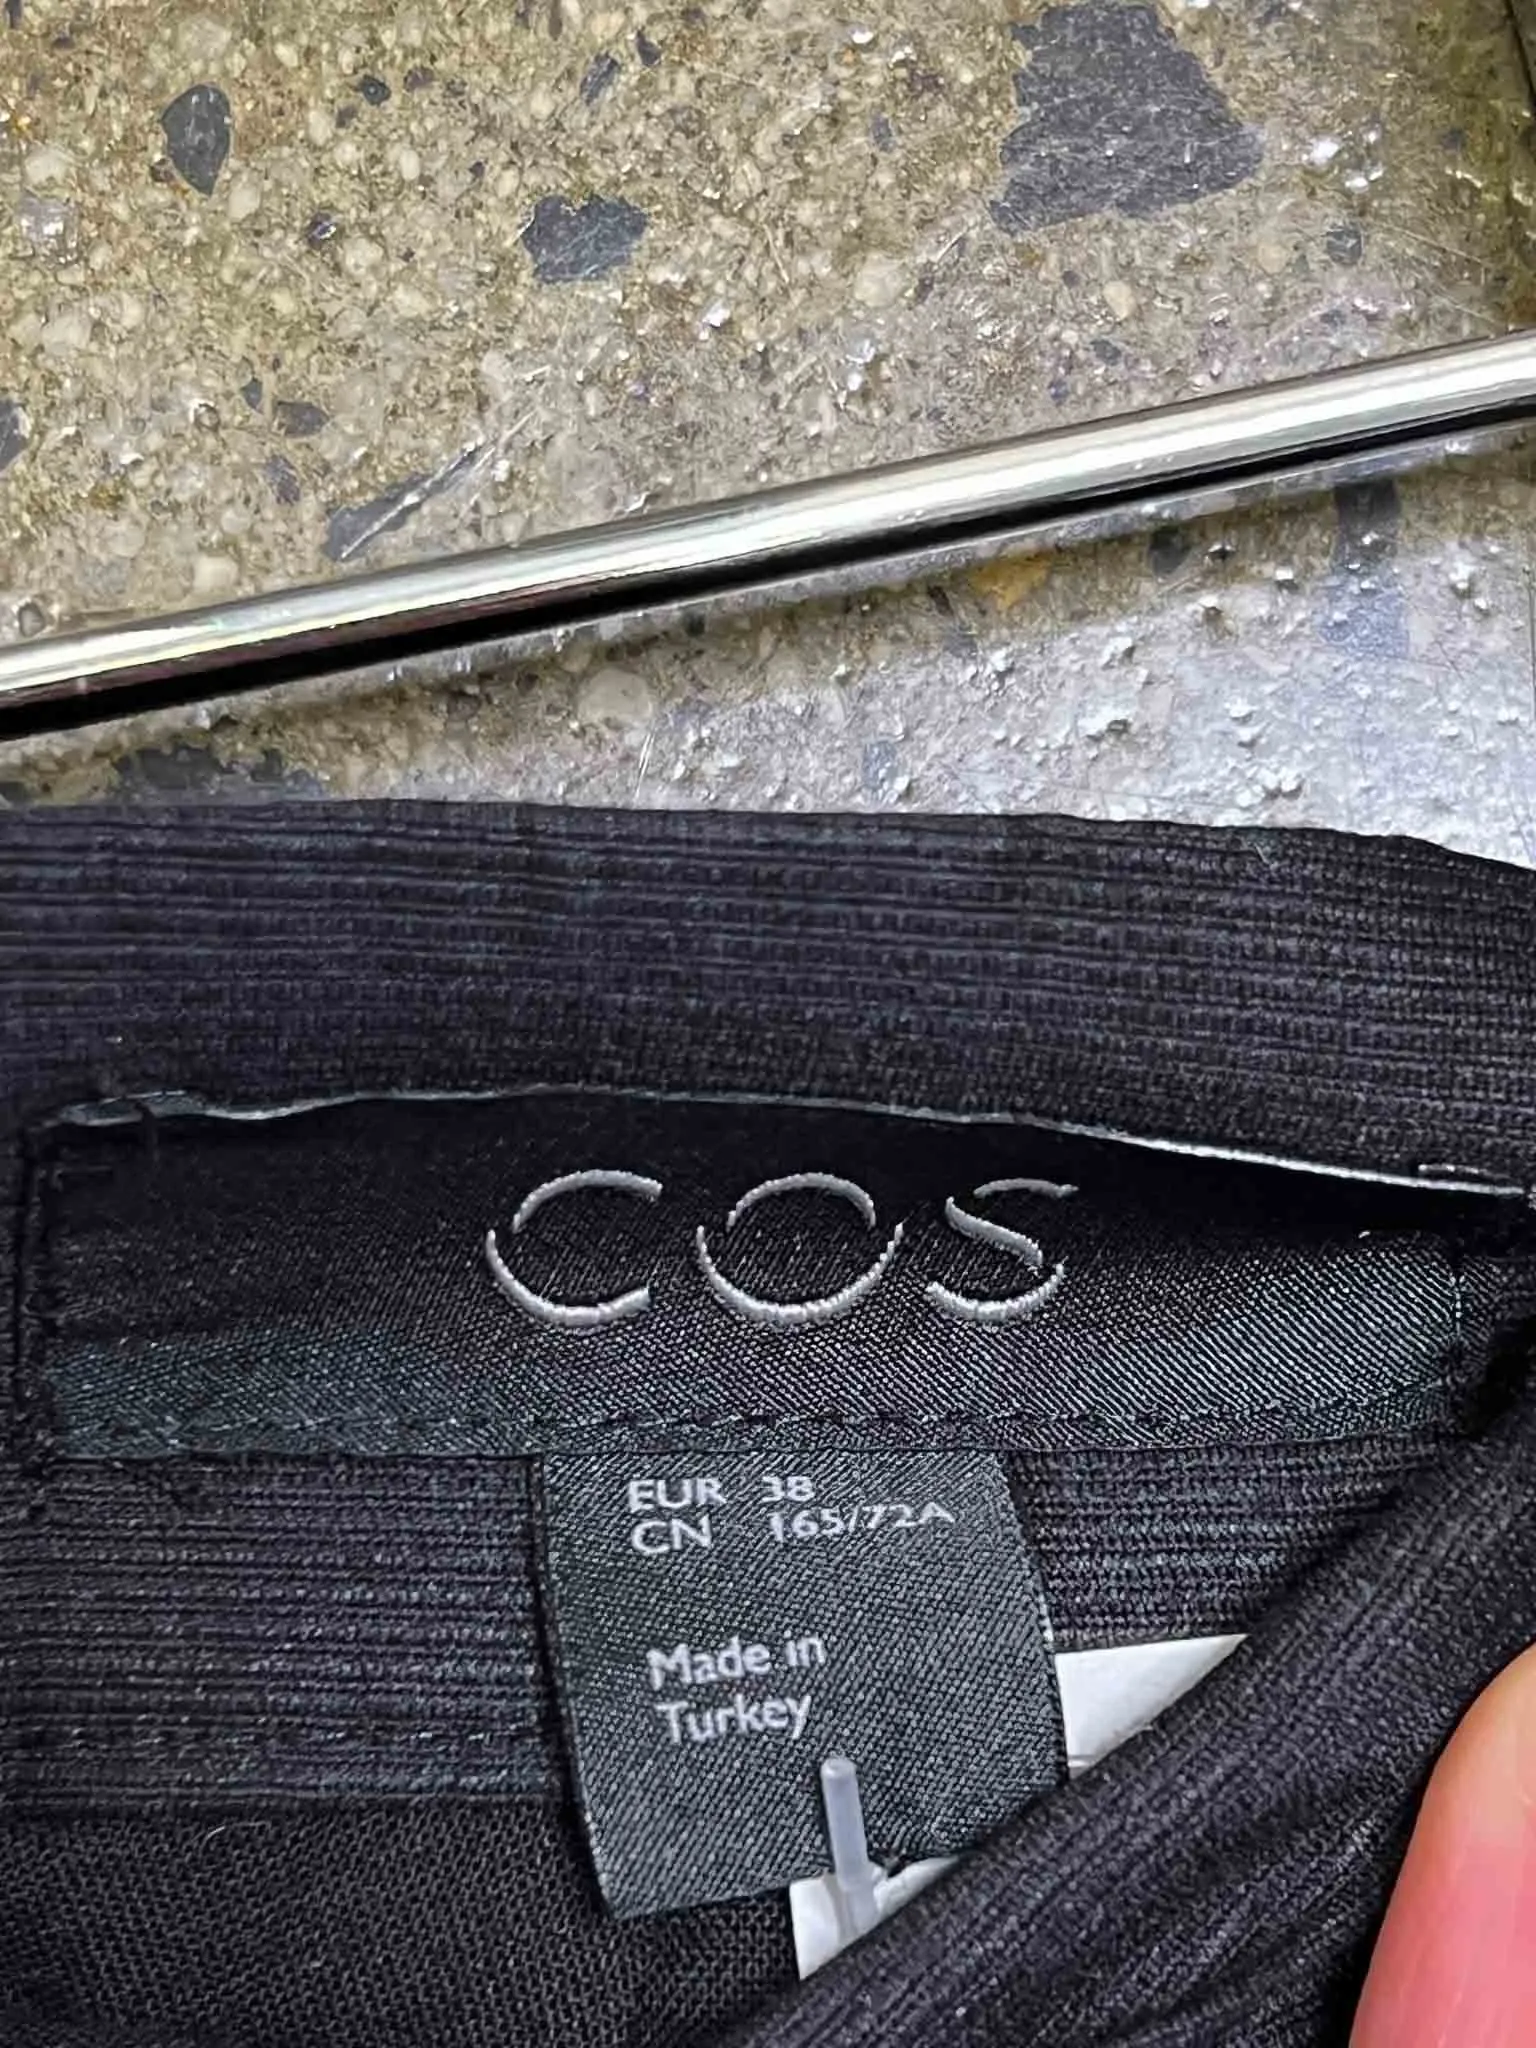 COS
EUR 38
CN 165/72A
Made in
Turkey